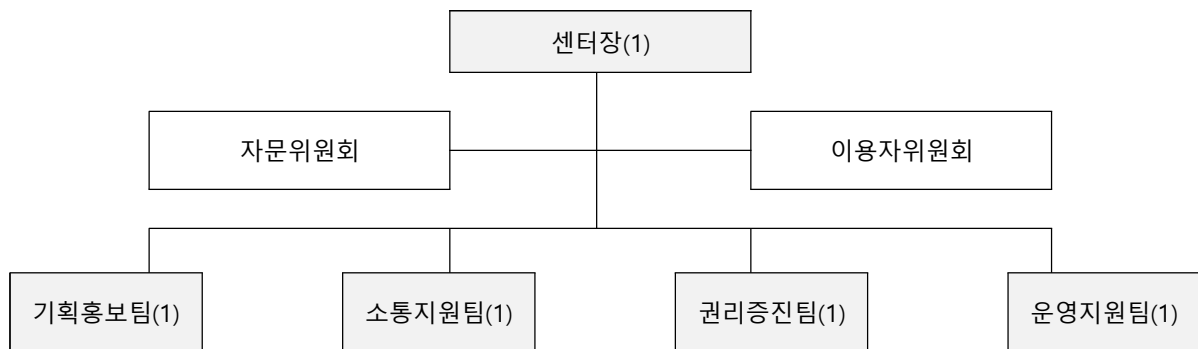 센터장(1)
자문위원회
이용자위원회
기획홍보팀(1)
소통지원팀(1)
권리증진팀(1)
운영지원팀(1)